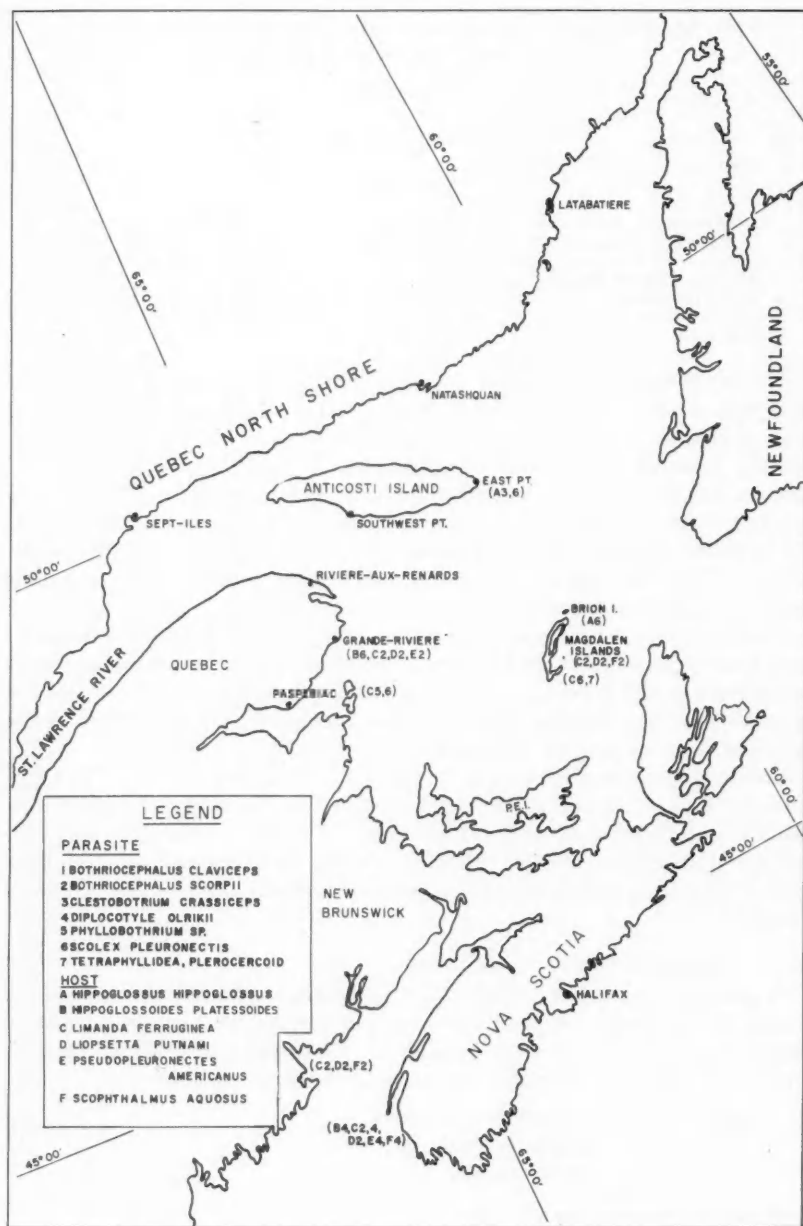 55°00'
60°00'
65°00'
LATABATIERE
50°00'
NEWFOUNDLAND
QUEBEC NORTH SHORE
NATASHQUAN
ANTICOSTI ISLAND
EAST PT.
(A3,6)
SEPT-ILES
SOUTHWEST PT.
50°00'
RIVIERE-AUX-RENARDS
BRION I.
(A6)
GRANDE-RIVIERE
(B6,C2,D2,E2)
MAGDALEN
ISLANDS
(C2,D2,F2)
(C6,7)
QUEBEC
ST. LAWRENCE RIVER
PASPEBIAC
(C5,6)
P.E.I.
60°00'
45°00'
LEGEND
PARASITE
1 BOTHRIOCEPHALUS CLAVICEPS
2 BOTHRIOCEPHALUS SCORPII
3 CLESTOBOTRIUM CRASSICEPS
4 DIPLOCOTYLE OLRIKII
5 PHYLLOBOTHRIUM SP.
6 SCOLEX PLEURONECTIS
7 TETRAPHYLLIDEA, PLEROCERCOID
HOST
A HIPPOGLOSSUS HIPPOGLOSSUS
B HIPPOGLOSSOIDES PLATESSOIDES
C LIMANDA FERRUGINEA
D LIOPSETTA PUTNAMI
E PSEUDOPLEURONECTES
AMERICANUS
F SCOPHTHALMUS AQUOSUS
NEW
BRUNSWICK
NOVA SCOTIA
HALIFAX
(C2,D2,F2)
(B4,C2,4,
D2,E4,F4)
45°00'
65°00'